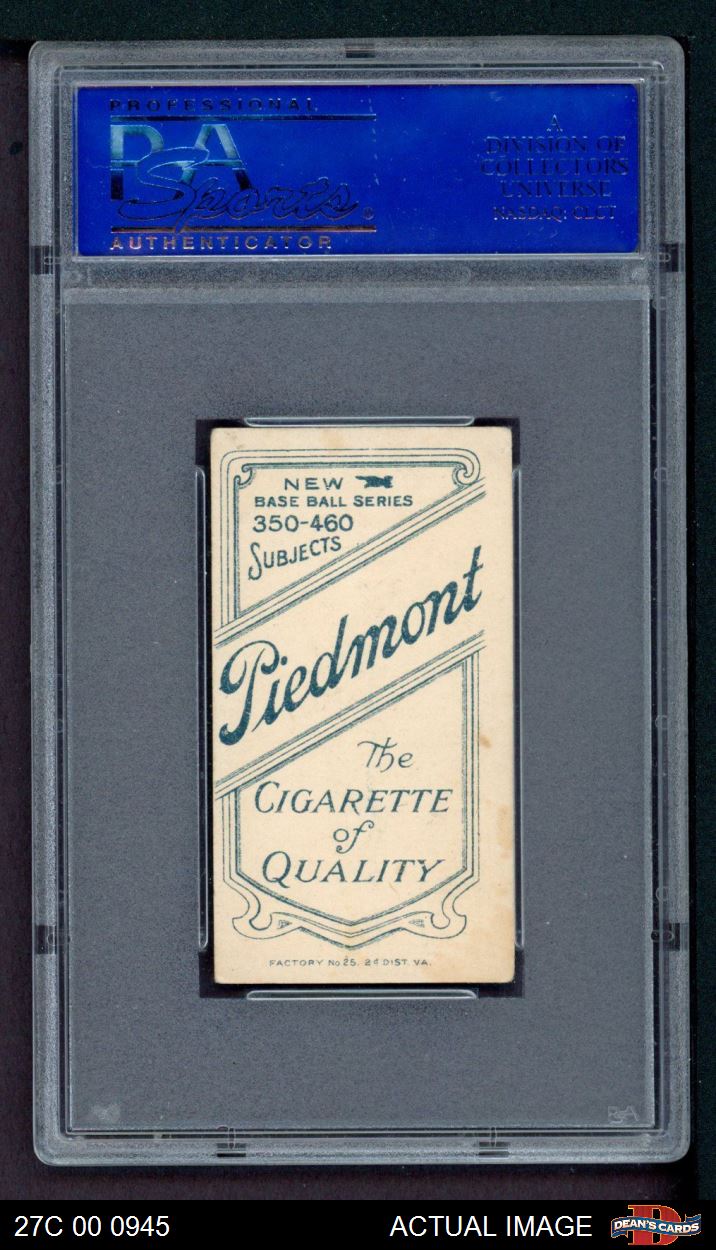 PROFESSIONAL
PSA
Sports
AUTHENTICATOR
A
DIVISION OF
COLLECTORS
UNIVERSE
NASDAQ: CLCT
NEW
BASE BALL SERIES
350-460
SUBJECTS
Piedmont
The
CIGARETTE
of
QUALITY
FACTORY No 25, 2d DIST. VA.
PSA
27C 00 0945
ACTUAL IMAGE
DEAN'S CARDS